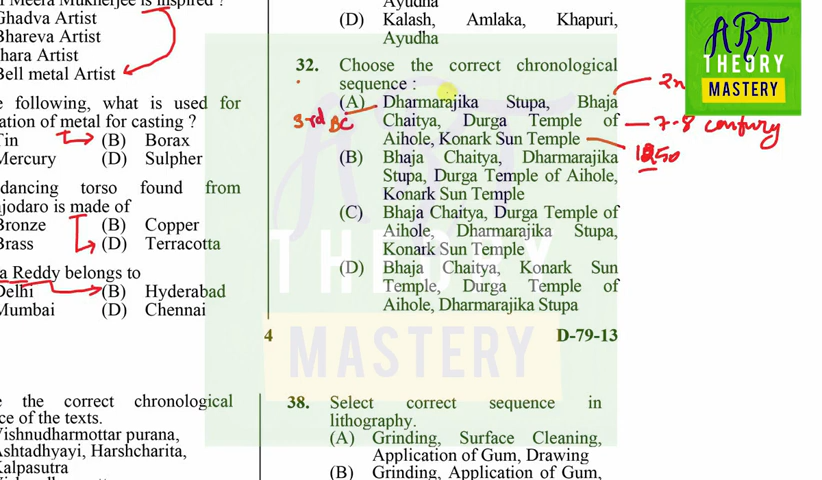 f Meera Mukherjee is inspired ?
Ghadva Artist
Bhareva Artist
hara Artist
Bell metal Artist
e following, what is used for
ation of metal for casting ?
Tin (B) Borax
Mercury (D) Sulpher
dancing torso found from
njodaro is made of
Bronze (B) Copper
Brass (D) Terracotta
a Reddy belongs to
Delhi (B) Hyderabad
Mumbai (D) Chennai
Ayudha
(D) Kalash, Amlaka, Khapuri,
Ayudha
32. Choose the correct chronological
sequence :
(A) Dharmarajika Stupa, Bhaja
Chaitya, Durga Temple of
Aihole, Konark Sun Temple
(B) Bhaja Chaitya, Dharmarajika
Stupa, Durga Temple of Aihole,
Konark Sun Temple
(C) Bhaja Chaitya, Durga Temple of
Aihole, Dharmarajika Stupa,
Konark Sun Temple
(D) Bhaja Chaitya, Konark Sun
Temple, Durga Temple of
Aihole, Dharmarajika Stupa
3rd BC
2n
7-8 century
1250
4 D-79-13
e the correct chronological
ce of the texts.
Vishnudharmottar purana,
Ashtadhyayi, Harshcharita,
Kalpasutra
38. Select correct sequence in
lithography.
(A) Grinding, Surface Cleaning,
Application of Gum, Drawing
(B) Grinding, Application of Gum,
ART
THEORY
MASTERY
ART
THEORY
MASTERY